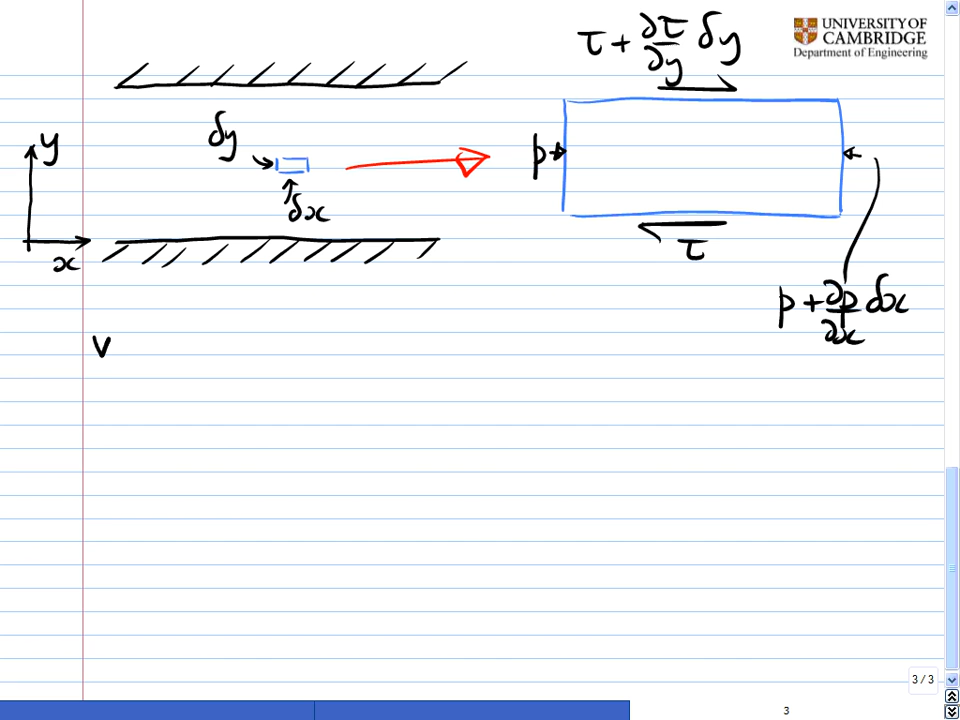 τ + ∂τ/∂y δy
UNIVERSITY OF
CAMBRIDGE
Department of Engineering
y
δy
p
δx
x
τ
p + ∂p/∂x δx
V
3 / 3
3